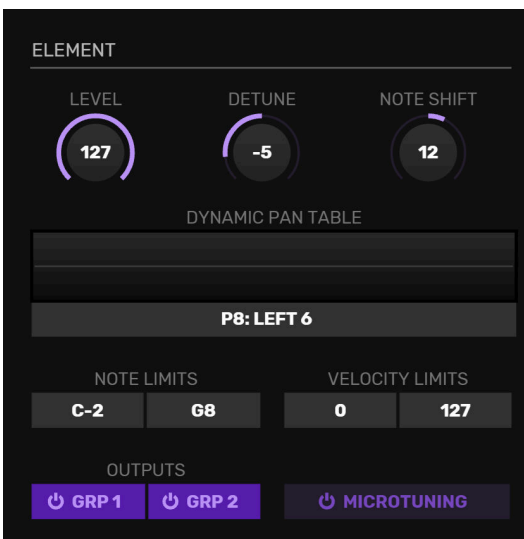 ELEMENT
LEVEL DETUNE NOTE SHIFT
127 -5 12
DYNAMIC PAN TABLE
P8: LEFT 6
NOTE LIMITS VELOCITY LIMITS
C-2 G8 0 127
OUTPUTS
GRP 1 GRP 2 MICROTUNING